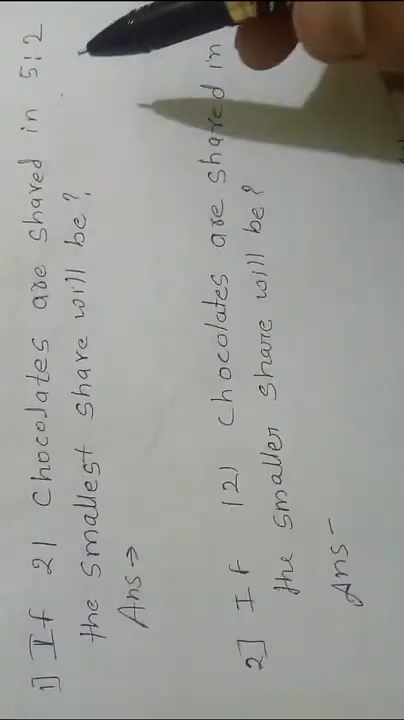 1] If 21 chocolates are shared in 5:2
the smallest share will be?
Ans →
2] If 121 chocolates are shared in
the smaller share will be?
Ans -